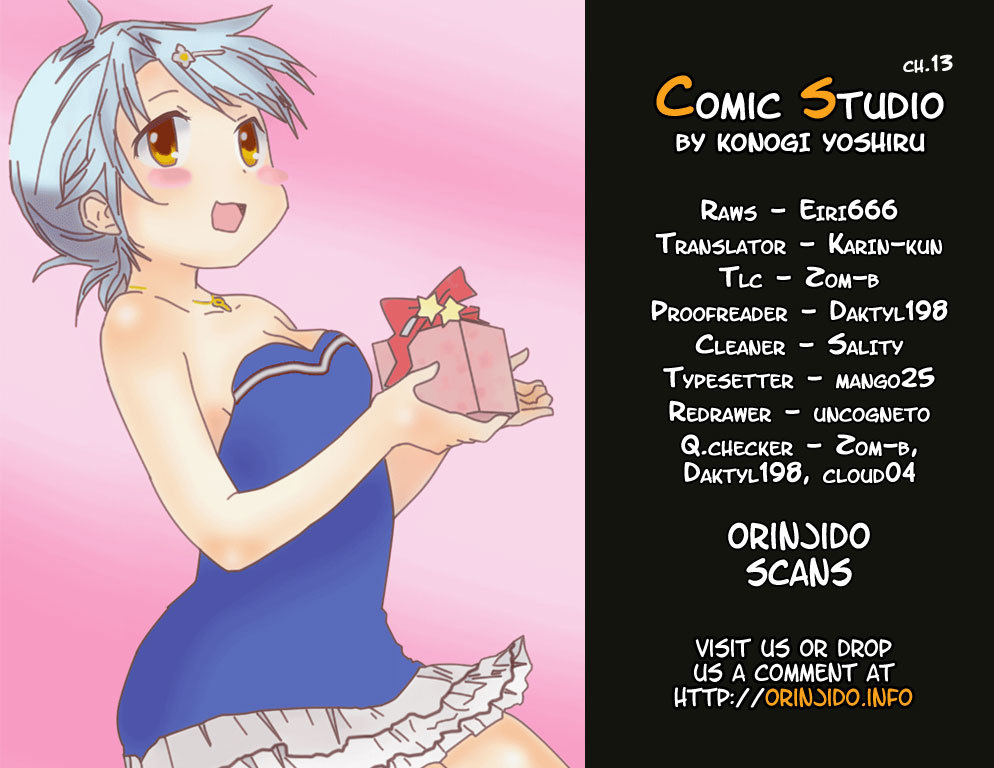 CH.13
COMIC STUDIO
BY KONOGI YOSHIRU
RAWS - EIRI666
TRANSLATOR - KARIN-KUN
TLC - ZOM-B
PROOFREADER - DAKTYL198
CLEANER - SALITY
TYPESETTER - MANGO25
REDRAWER - UNCOGNETO
Q.CHECKER - ZOM-B,
DAKTYL198, CLOUD04
ORINJIDO
SCANS
VISIT US OR DROP
US A COMMENT AT
HTTP://ORINJIDO.INFO